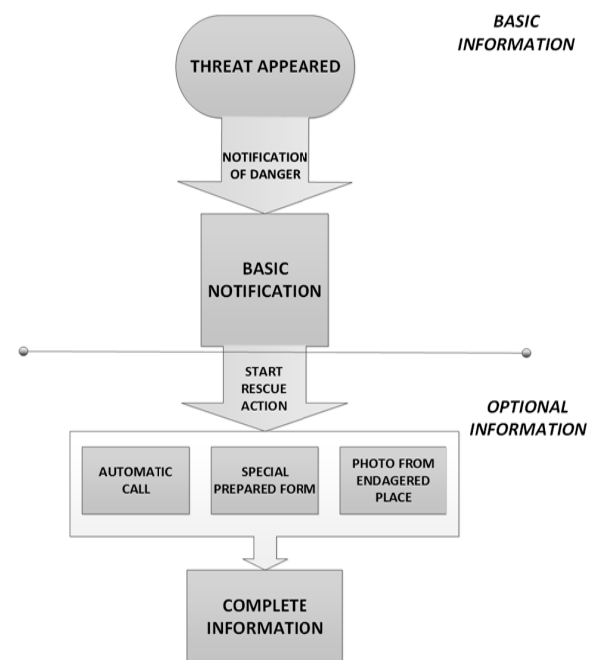 BASIC
INFORMATION
THREAT APPEARED
NOTIFICATION
OF DANGER
BASIC
NOTIFICATION
START
RESCUE
ACTION
OPTIONAL
INFORMATION
AUTOMATIC
CALL
SPECIAL
PREPARED FORM
PHOTO FROM
ENDAGERED
PLACE
COMPLETE
INFORMATION